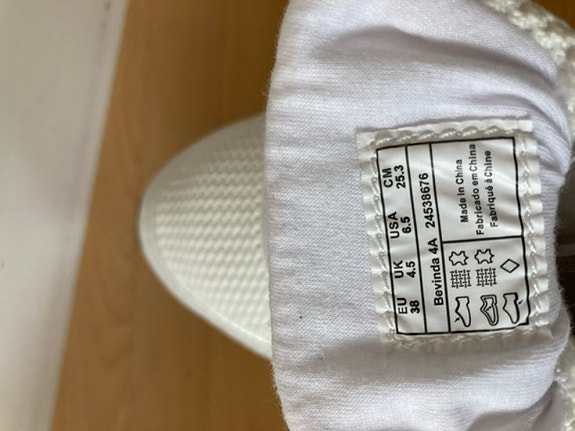 EU UK USA CM
38 4.5 6.5 25.3
Bevinda 4A 24538676
Made in China
Fabricado em China
Fabriqué à Chine